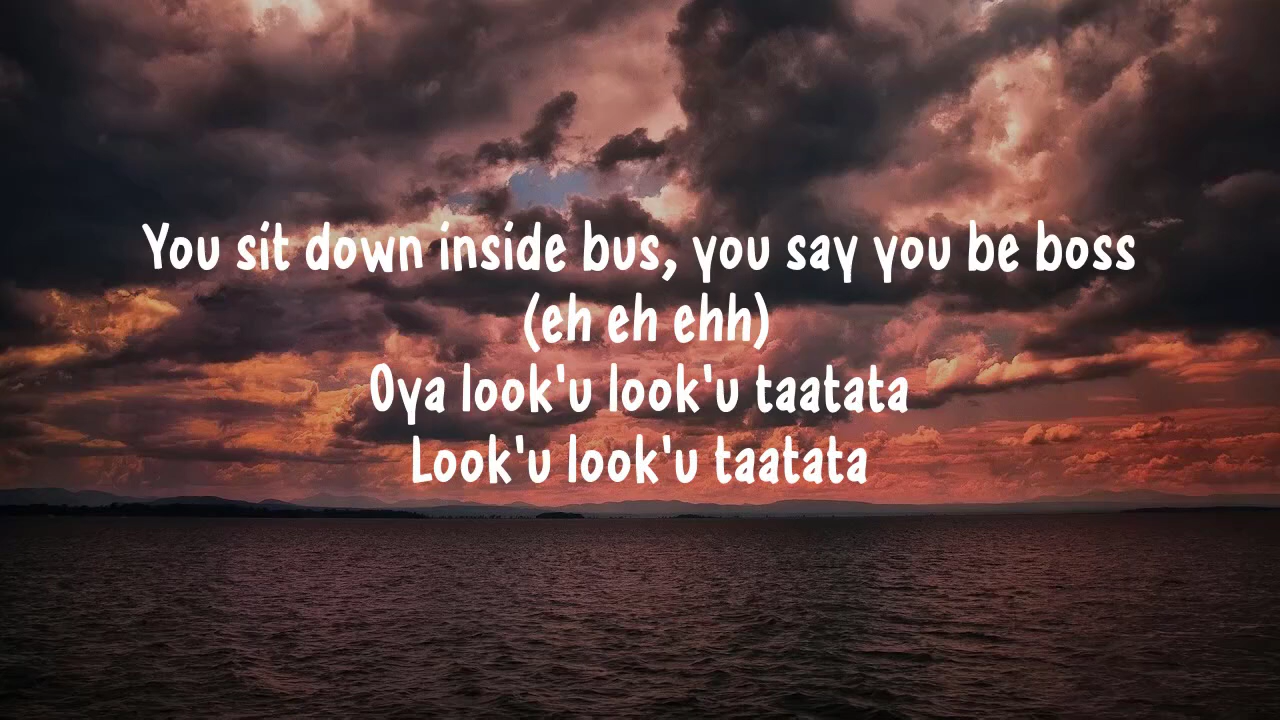 You sit down inside bus, you say you be boss
(eh eh ehh)
Oya look'u look'u taatata
Look'u look'u taatata